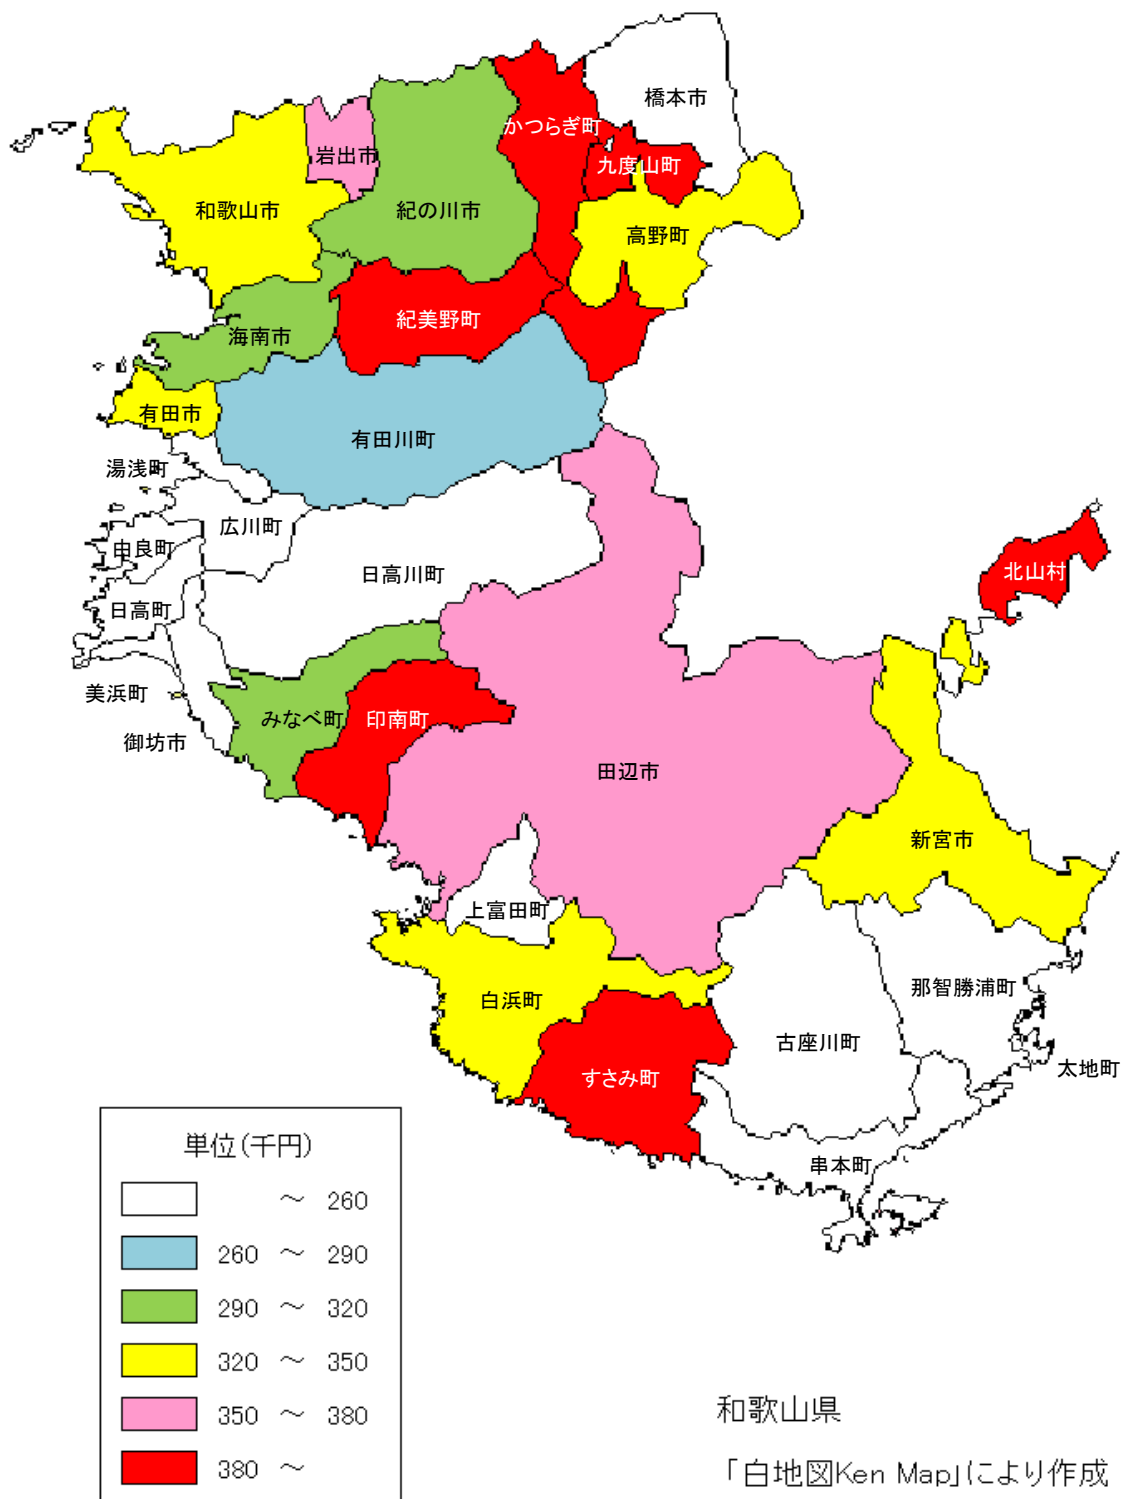 橋本市
かつらぎ町
岩出市
九度山町
和歌山市
紀の川市
高野町
紀美野町
海南市
有田市
有田川町
湯浅町
広川町
由良町
日高川町
北山村
日高町
美浜町
みなべ町
印南町
御坊市
田辺市
新宮市
上富田町
那智勝浦町
白浜町
古座川町
太地町
すさみ町
串本町
単位(千円)
～ 260
260 ～ 290
290 ～ 320
320 ～ 350
350 ～ 380
380 ～
和歌山県
「白地図Ken Map」により作成